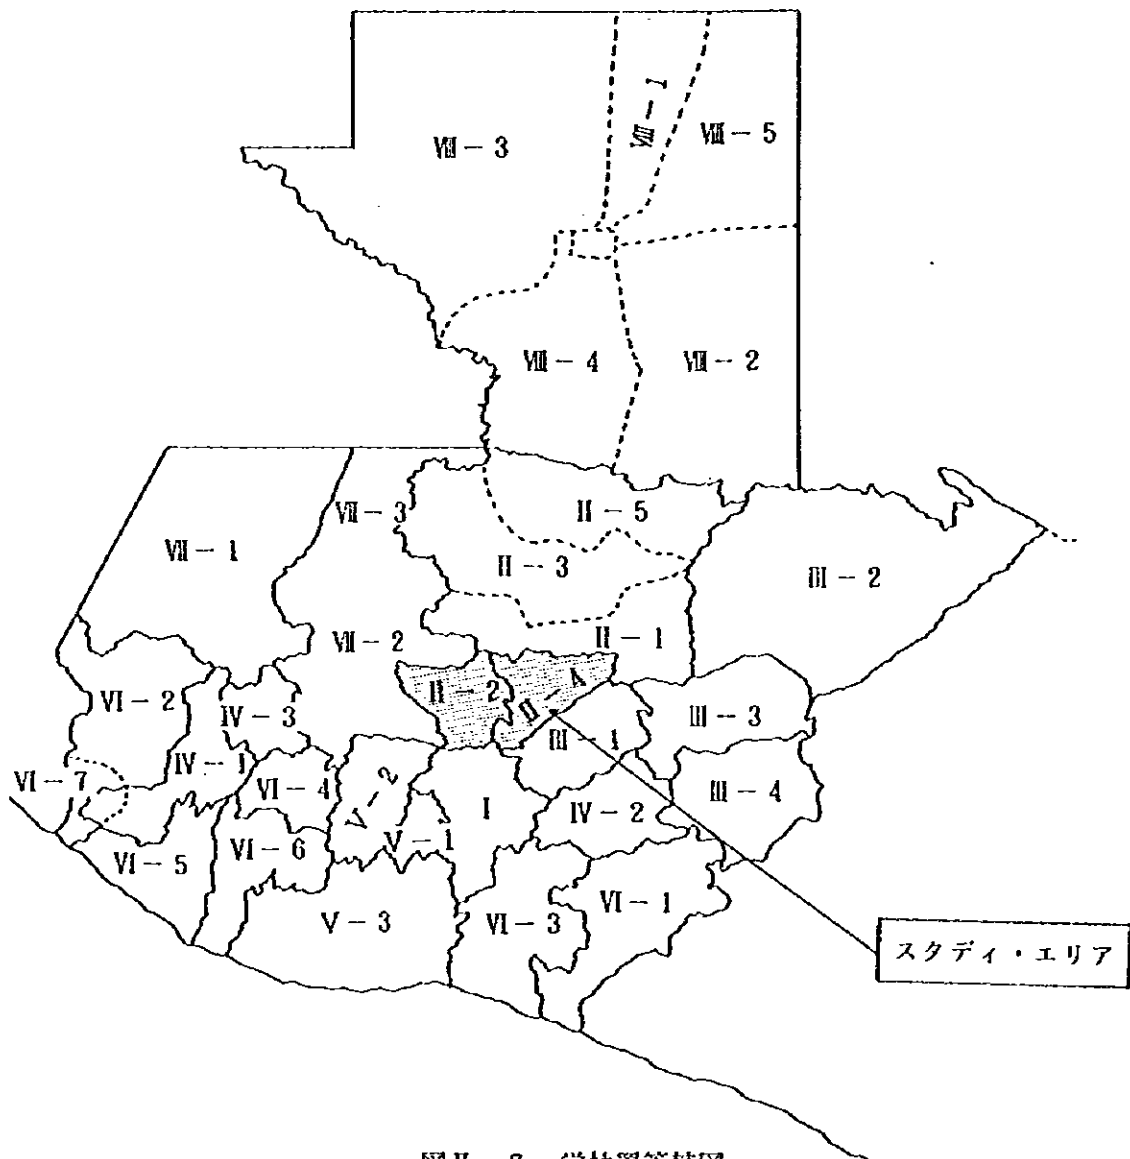 VIII - 3
VIII - 1
VIII - 5
VIII - 4
VIII - 2
VII - 3
II - 5
VII - 1
II - 3
III - 2
VII - 2
II - 1
II - 2
II - 4
VI - 2
IV - 3
III - 3
III - 1
IV - 1
VI - 7
VI - 4
V - 2
I
IV - 2
III - 4
V - 1
VI - 6
VI - 5
V - 3
VI - 3
VI - 1
スタディ・エリア